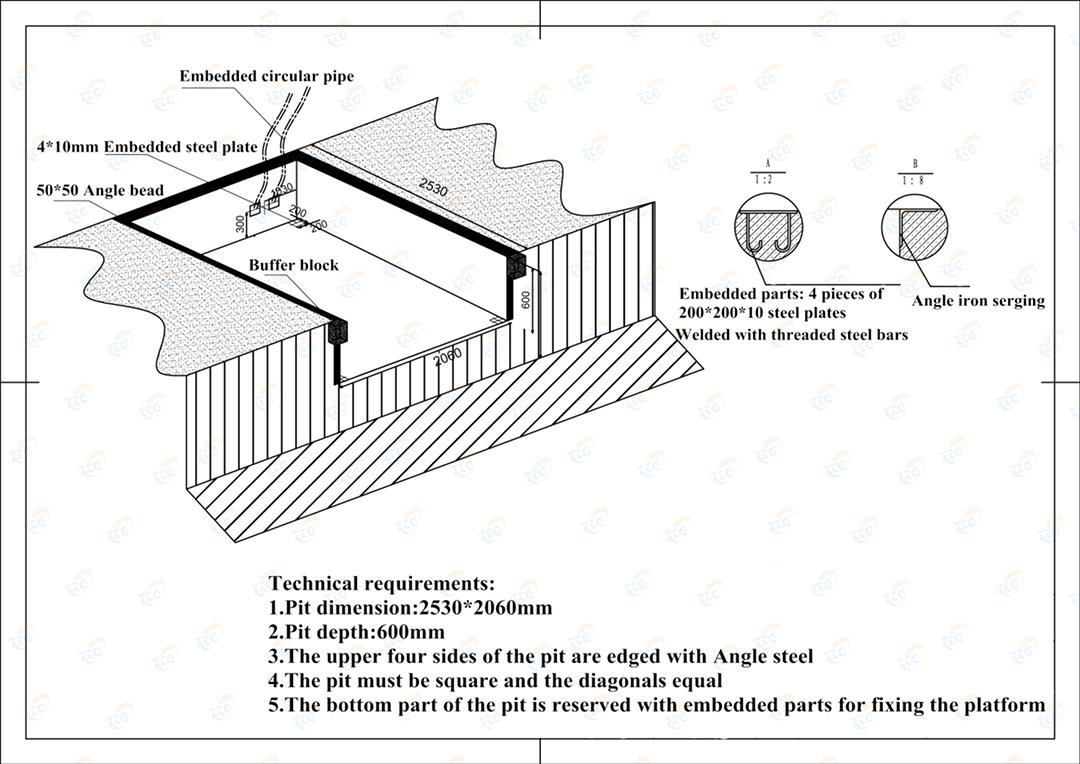 Embedded circular pipe
4*10mm Embedded steel plate
50*50 Angle bead
2530
1030
300
200
200
Buffer block
600
2060
A
1:2
B
1:8
Embedded parts: 4 pieces of
200*200*10 steel plates
Welded with threaded steel bars
Angle iron serging
Technical requirements:
1.Pit dimension:2530*2060mm
2.Pit depth:600mm
3.The upper four sides of the pit are edged with Angle steel
4.The pit must be square and the diagonals equal
5.The bottom part of the pit is reserved with embedded parts for fixing the platform